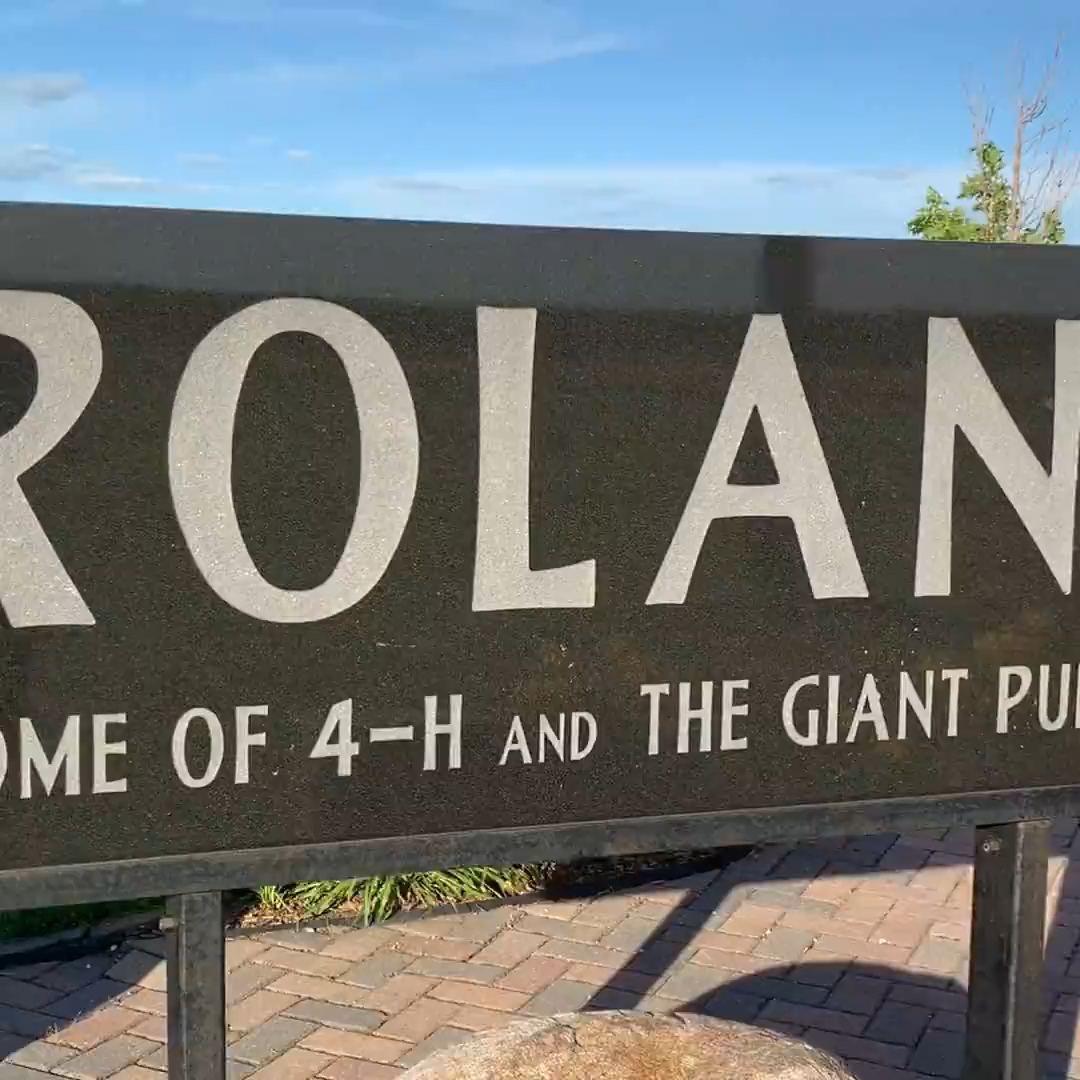 ROLAN
OME OF 4-H AND THE GIANT PU